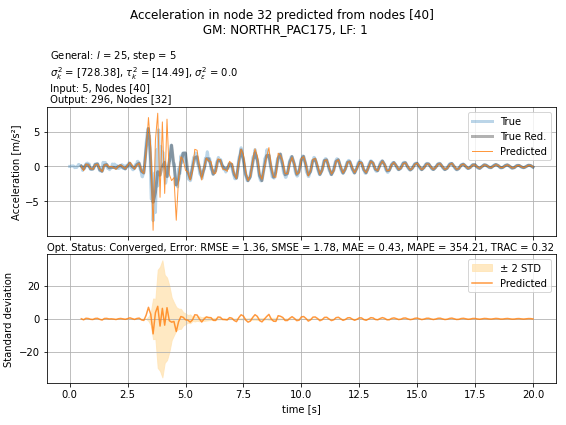 Acceleration in node 32 predicted from nodes [40]
GM: NORTHR_PAC175, LF: 1
General: l = 25, step = 5
σ²ₖ = [728.38], τ²ₖ = [14.49], σ²ε = 0.0
Input: 5, Nodes [40]
Output: 296, Nodes [32]
Acceleration [m/s²]
5
0
−5
True
True Red.
Predicted
Opt. Status: Converged, Error: RMSE = 1.36, SMSE = 1.78, MAE = 0.43, MAPE = 354.21, TRAC = 0.32
Standard deviation
20
0
−20
± 2 STD
Predicted
0.0 2.5 5.0 7.5 10.0 12.5 15.0 17.5 20.0
time [s]